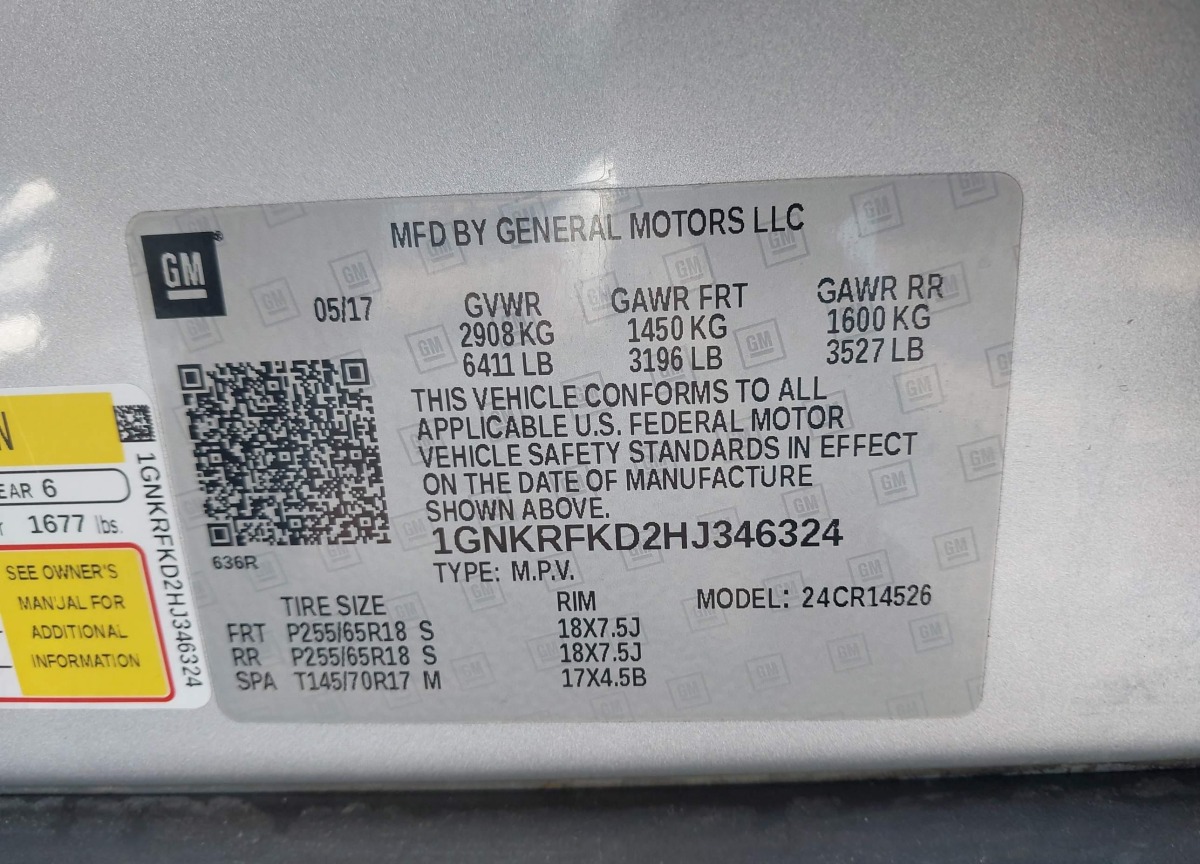 GM
MFD BY GENERAL MOTORS LLC
05/17
GVWR GAWR FRT GAWR RR
2908 KG 1450 KG 1600 KG
6411 LB 3196 LB 3527 LB
THIS VEHICLE CONFORMS TO ALL
APPLICABLE U.S. FEDERAL MOTOR
VEHICLE SAFETY STANDARDS IN EFFECT
ON THE DATE OF MANUFACTURE
SHOWN ABOVE.
1GNKRFKD2HJ346324
636R
TYPE: M.P.V.
TIRE SIZE RIM MODEL: 24CR14526
FRT P255/65R18 S 18X7.5J
RR P255/65R18 S 18X7.5J
SPA T145/70R17 M 17X4.5B
N
EAR 6
r 1677 lbs.
SEE OWNER'S
MANUAL FOR
ADDITIONAL
INFORMATION
1GNKRFKD2HJ346324